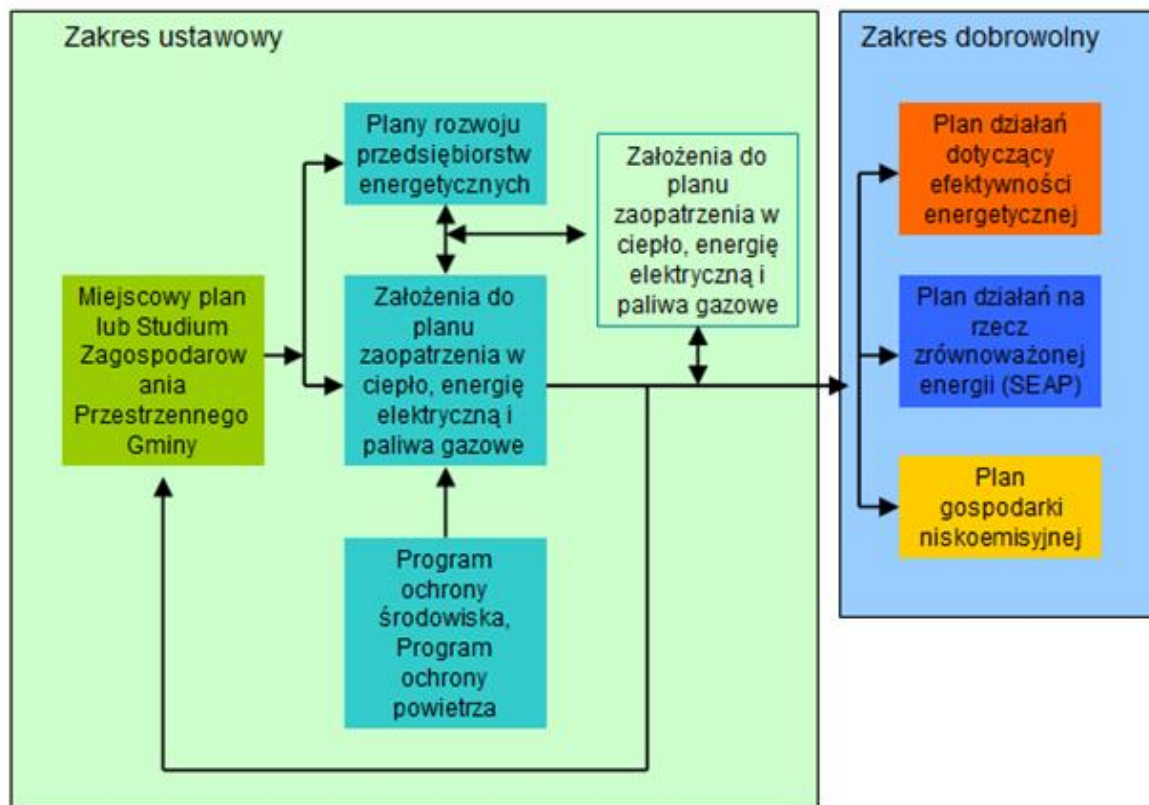 Zakres ustawowy
Zakres dobrowolny
Plany rozwoju
przedsiębiorstw
energetycznych
Założenia do
planu
zaopatrzenia w
ciepło, energię
elektryczną i
paliwa gazowe
Plan działań
dotyczący
efektywności
energetycznej
Miejscowy plan
lub Studium
Zagospodarow
ania
Przestrzennego
Gminy
Założenia do
planu
zaopatrzenia w
ciepło, energię
elektryczną i
paliwa gazowe
Plan działań na
rzecz
zrównoważonej
energii (SEAP)
Program
ochrony
środowiska,
Program
ochrony
powietrza
Plan
gospodarki
niskoemisyjnej